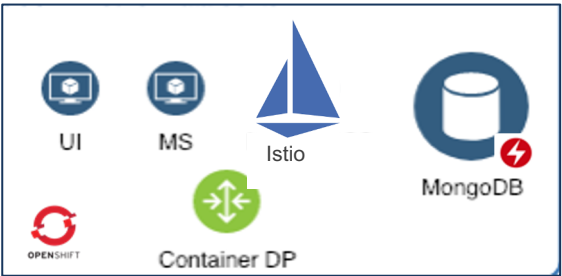 UI
MS
Istio
MongoDB
OPENSHIFT
Container DP